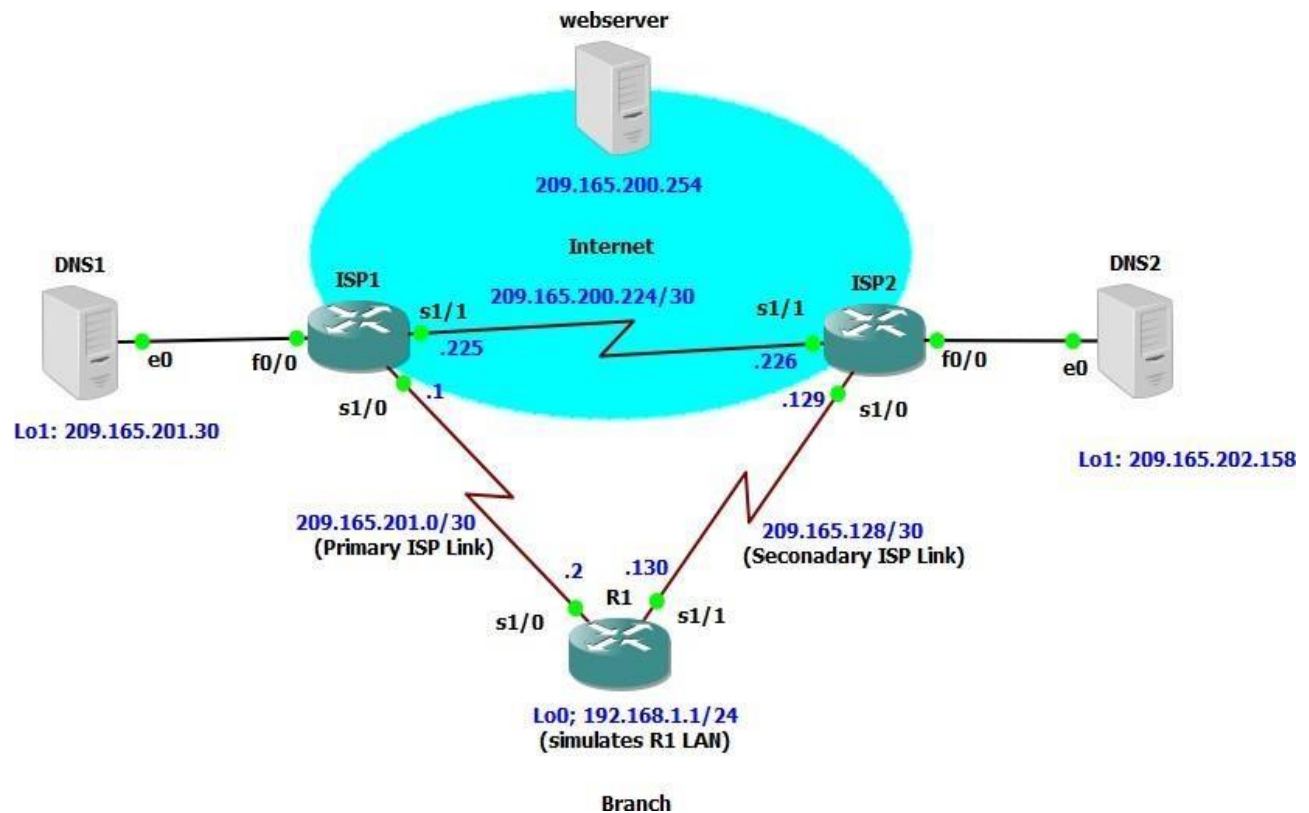 webserver
209.165.200.254
Internet
DNS1
ISP1
ISP2
DNS2
209.165.200.224/30
s1/1
s1/1
e0
f0/0
.225
.226
f0/0
e0
s1/0
.1
.129
s1/0
Lo1: 209.165.201.30
Lo1: 209.165.202.158
209.165.201.0/30
(Primary ISP Link)
209.165.128/30
(Seconadary ISP Link)
.2
.130
R1
s1/0
s1/1
Lo0; 192.168.1.1/24
(simulates R1 LAN)
Branch